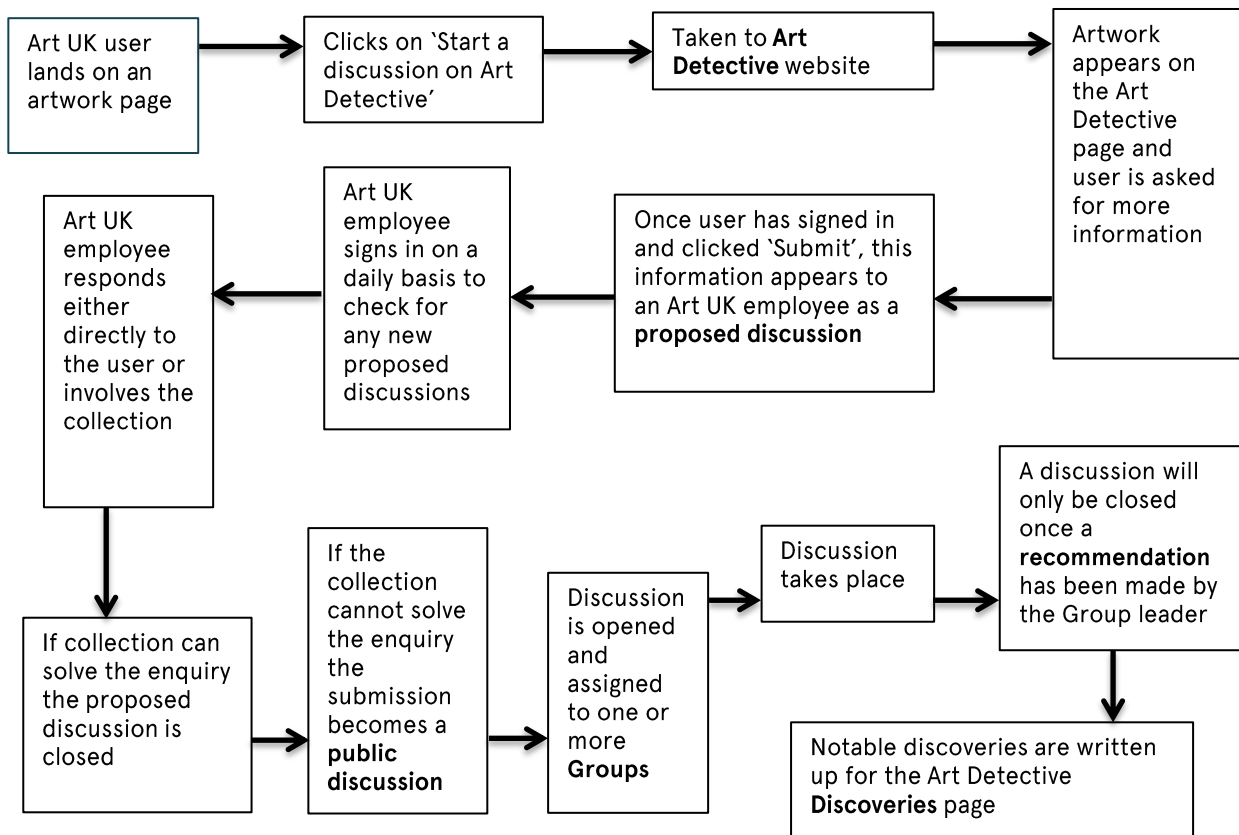 Art UK user
lands on an
artwork page
Clicks on ‘Start a
discussion on Art
Detective’
Taken to Art
Detective website
Artwork
appears on
the Art
Detective
page and
user is asked
for more
information
Once user has signed in
and clicked ‘Submit’, this
information appears to
an Art UK employee as a
proposed discussion
Art UK
employee
signs in on a
daily basis to
check for
any new
proposed
discussions
Art UK
employee
responds
either
directly to
the user or
involves the
collection
If collection can
solve the enquiry
the proposed
discussion is
closed
If the
collection
cannot solve
the enquiry
the
submission
becomes a
public
discussion
Discussion
is opened
and
assigned
to one or
more
Groups
Discussion
takes place
A discussion will
only be closed
once a
recommendation
has been made by
the Group leader
Notable discoveries are written
up for the Art Detective
Discoveries page